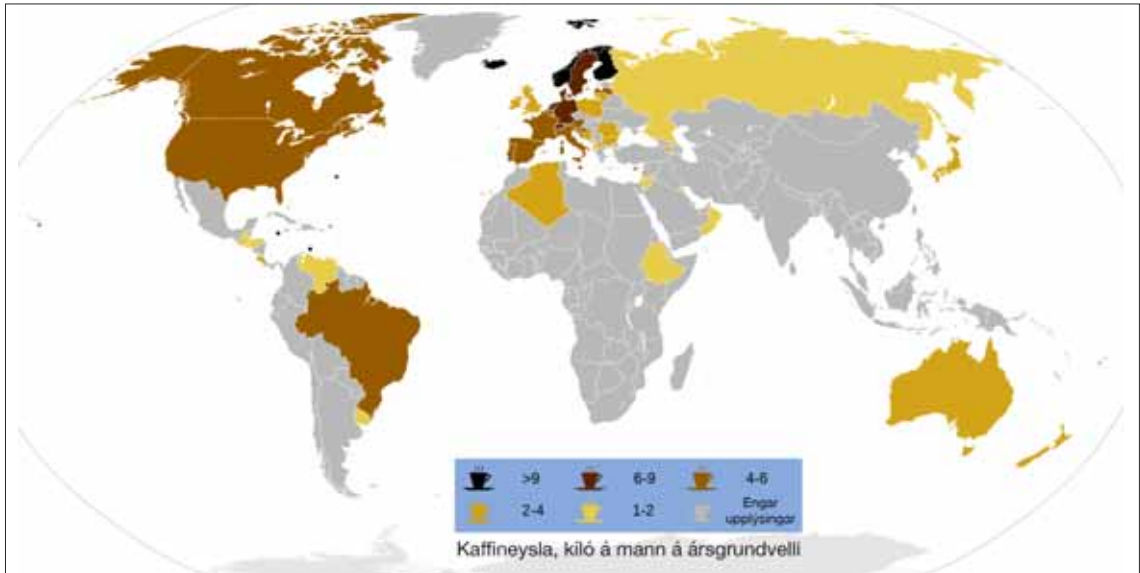 >9 6-9 4-6
2-4 1-2 Engar
upplýsingar
Kaffineysla, kíló á mann á ársgrundvelli